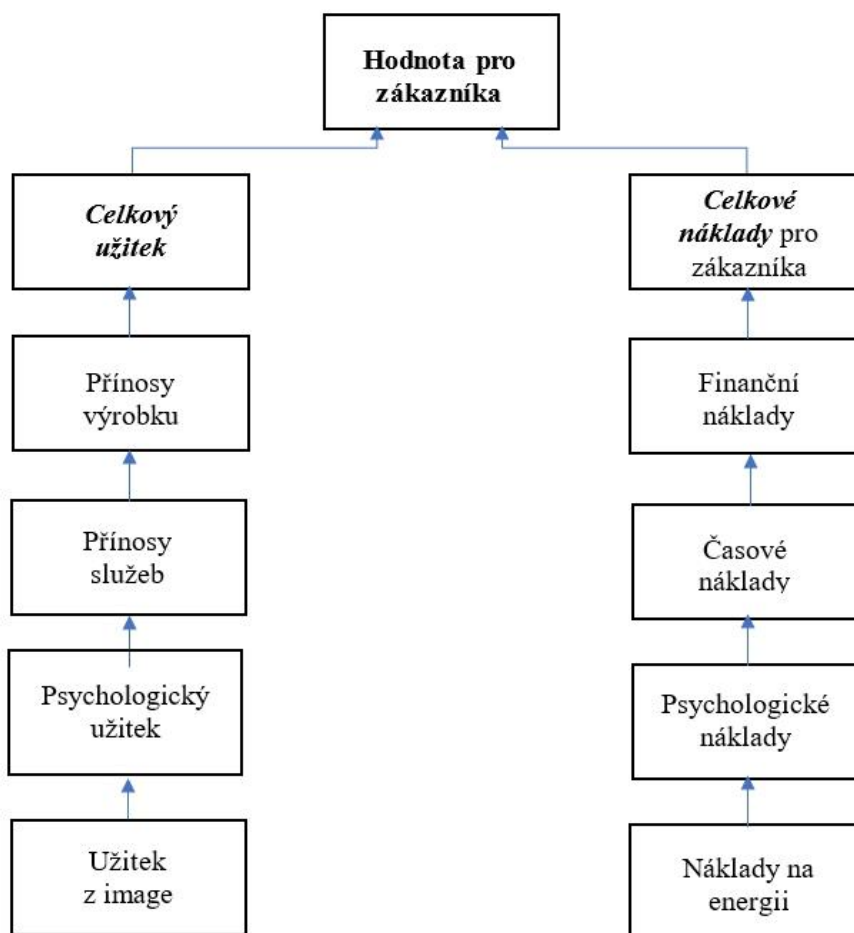 Hodnota pro
zákazníka
Celkový
užitek
Celkové
náklady pro
zákazníka
Přínosy
výrobku
Finanční
náklady
Přínosy
služeb
Časové
náklady
Psychologický
užitek
Psychologické
náklady
Užitek
z image
Náklady na
energii